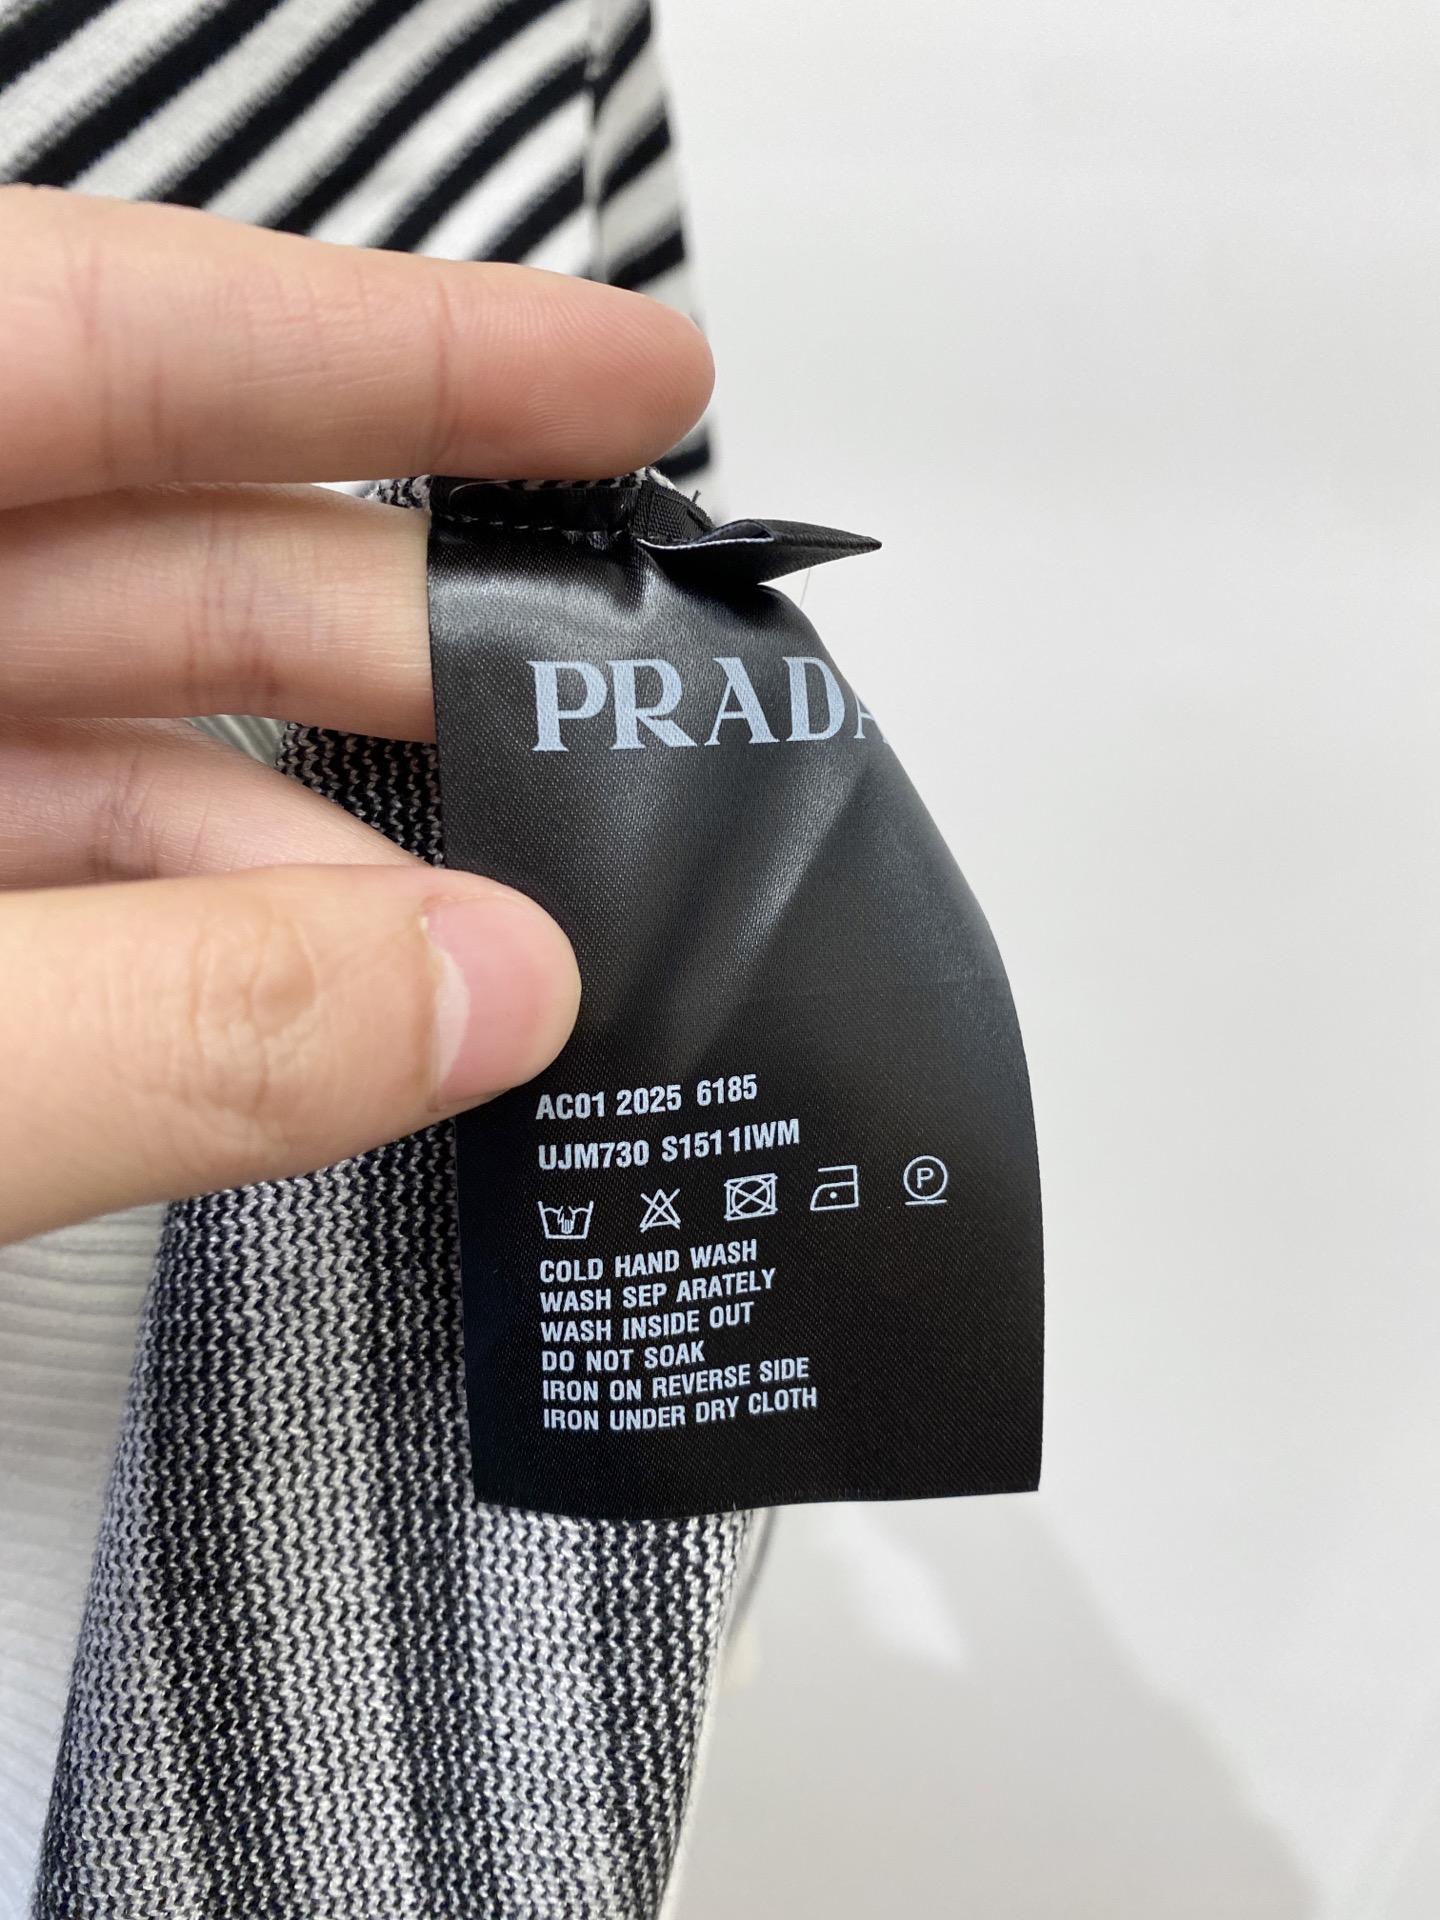 PRADA
AC01 2025 6185
UJM730 S151 1IWM
P
COLD HAND WASH
WASH SEP ARATELY
WASH INSIDE OUT
DO NOT SOAK
IRON ON REVERSE SIDE
IRON UNDER DRY CLOTH